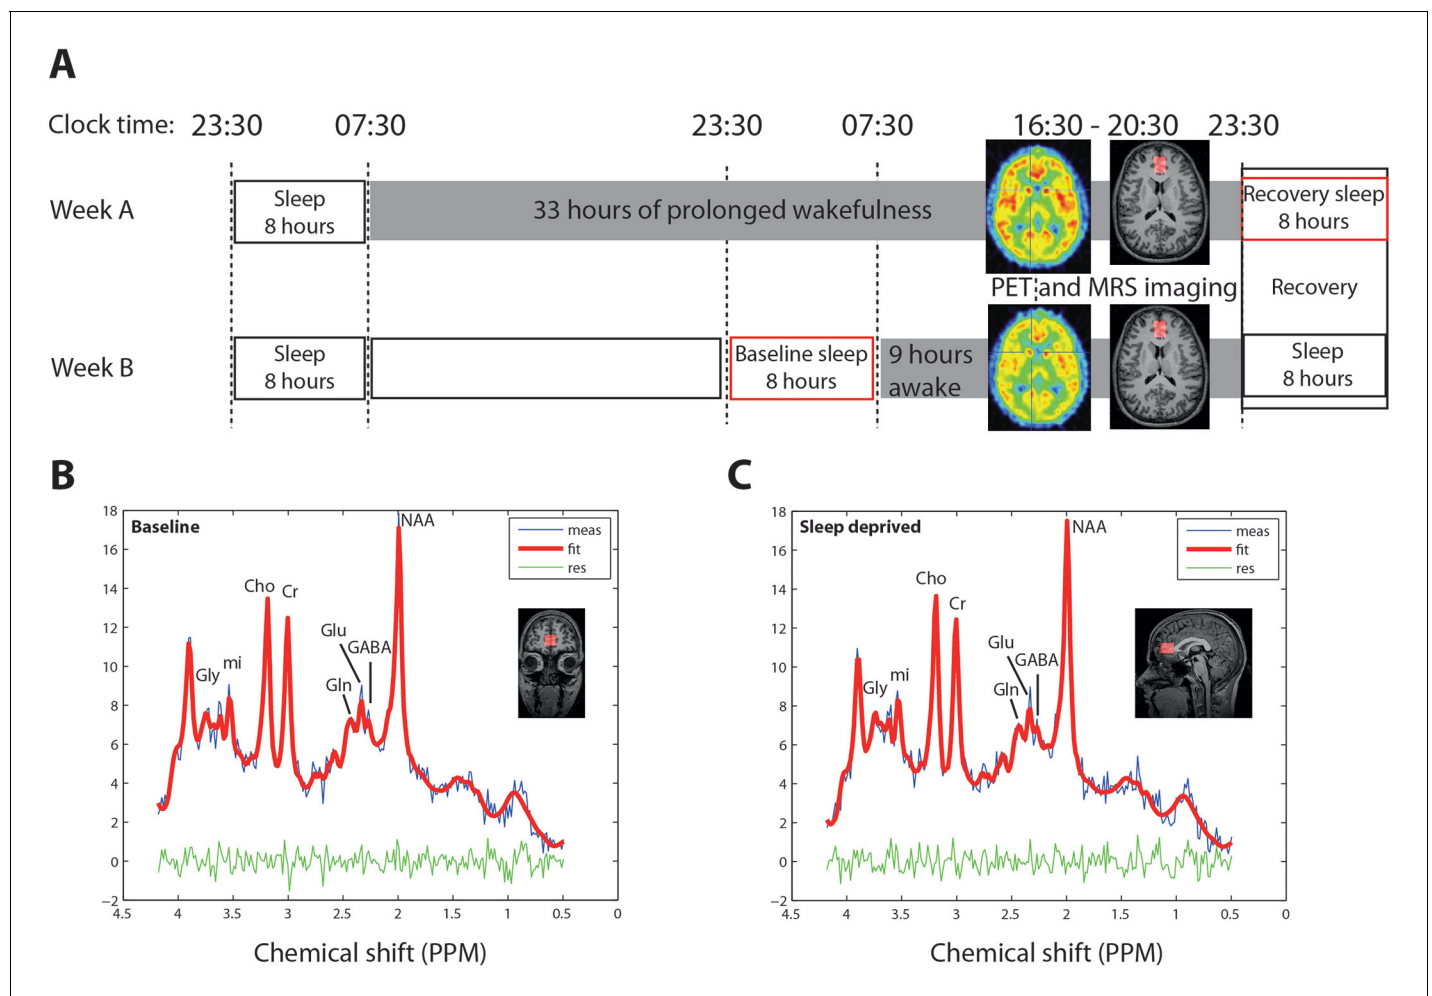 A
Clock time: 23:30 07:30 23:30 07:30 16:30 - 20:30 23:30
Week A
Sleep
8 hours
33 hours of prolonged wakefulness
Recovery sleep
8 hours
PET and MRS imaging
Recovery
Week B
Sleep
8 hours
Baseline sleep
8 hours
9 hours
awake
Sleep
8 hours
B
Baseline
18
16
14
12
10
8
6
4
2
0
−2
4.5 4 3.5 3 2.5 2 1.5 1 0.5 0
NAA
Cho
Cr
Glu
GABA
Gln
Gly
mi
meas
fit
res
Chemical shift (PPM)
C
Sleep deprived
18
16
14
12
10
8
6
4
2
0
−2
4.5 4 3.5 3 2.5 2 1.5 1 0.5 0
NAA
Cho
Cr
Glu
GABA
Gln
Gly
mi
meas
fit
res
Chemical shift (PPM)